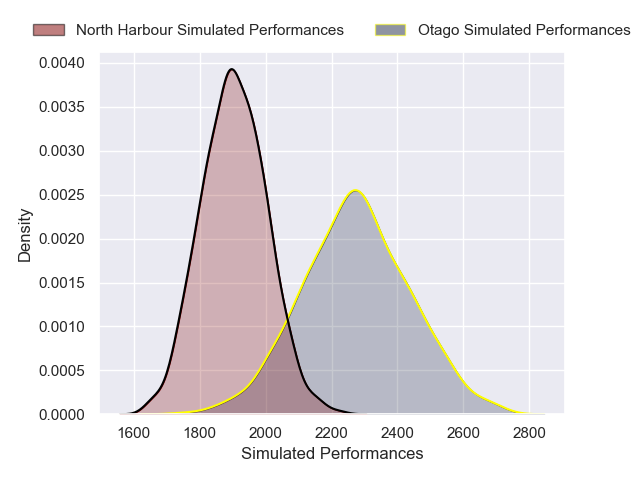 North Harbour Simulated Performances
Otago Simulated Performances
0.0040
0.0035
0.0030
0.0025
0.0020
0.0015
0.0010
0.0005
0.0000
Density
1600 1800 2000 2200 2400 2600 2800
Simulated Performances